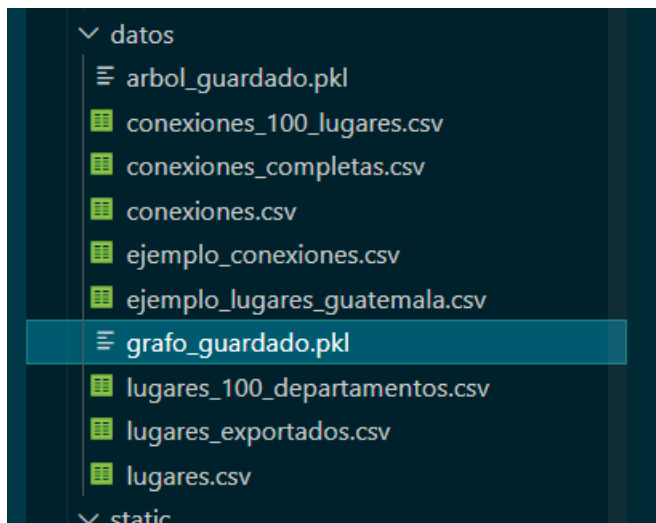 datos
arbol_guardado.pkl
conexiones_100_lugares.csv
conexiones_completas.csv
conexiones.csv
ejemplo_conexiones.csv
ejemplo_lugares_guatemala.csv
grafo_guardado.pkl
lugares_100_departamentos.csv
lugares_exportados.csv
lugares.csv
static